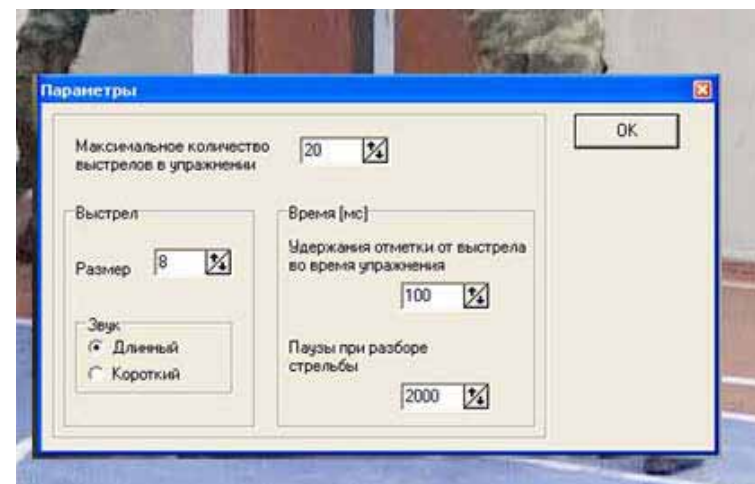 Параметры
Максимальное количество
выстрелов в упражнении
20
OK
Выстрел
Размер
8
Звук
Длинный
Короткий
Время [мс]
Удержания отметки от выстрела
во время упражнения
100
Паузы при разборе
стрельбы
2000